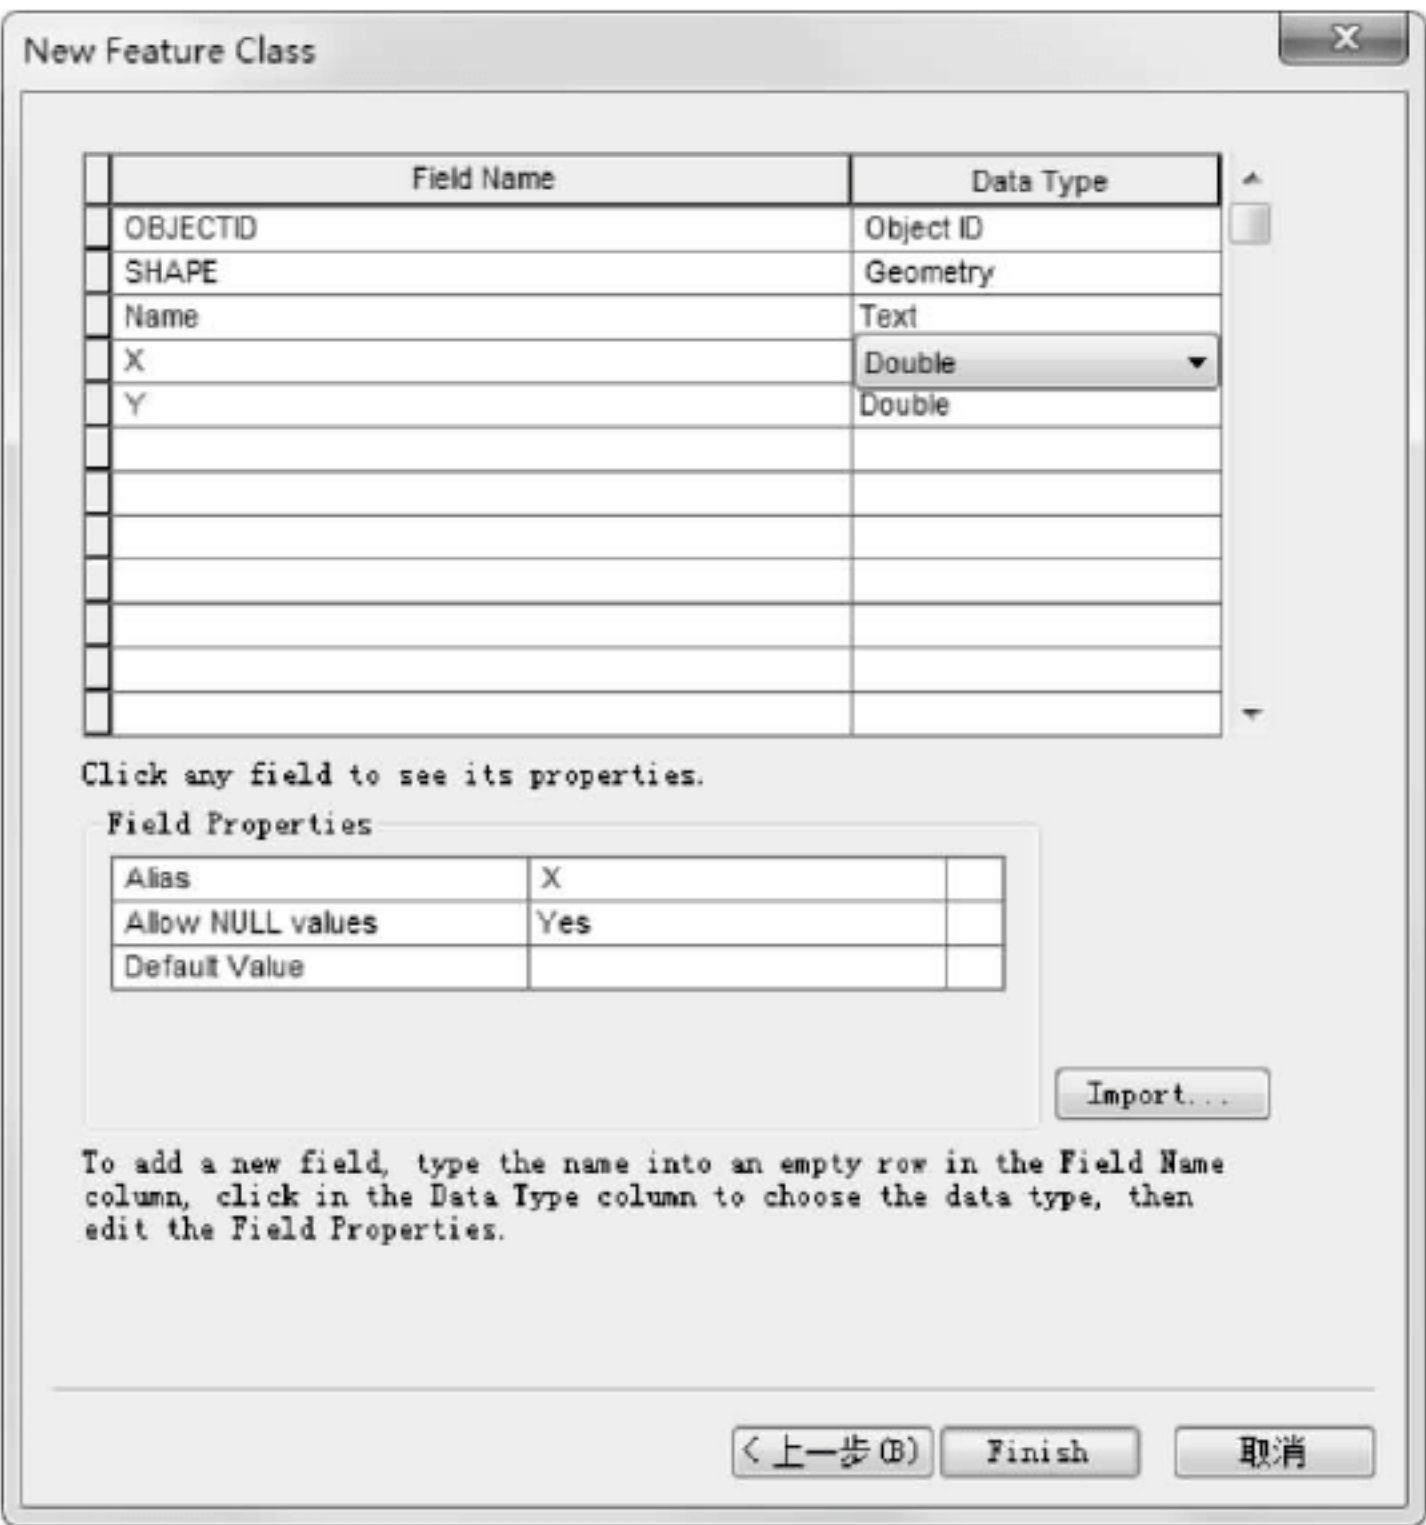 New Feature Class
Field Name Data Type
OBJECTID Object ID
SHAPE Geometry
Name Text
X Double
Y Double
Click any field to see its properties.
Field Properties
Alias X
Allow NULL values Yes
Default Value
Import...
To add a new field, type the name into an empty row in the Field Name
column, click in the Data Type column to choose the data type, then
edit the Field Properties.
< 上一步(B) Finish 取消